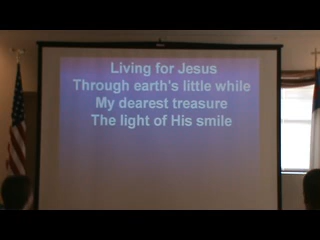 Living for Jesus
Through earth's little while
My dearest treasure
The light of His smile